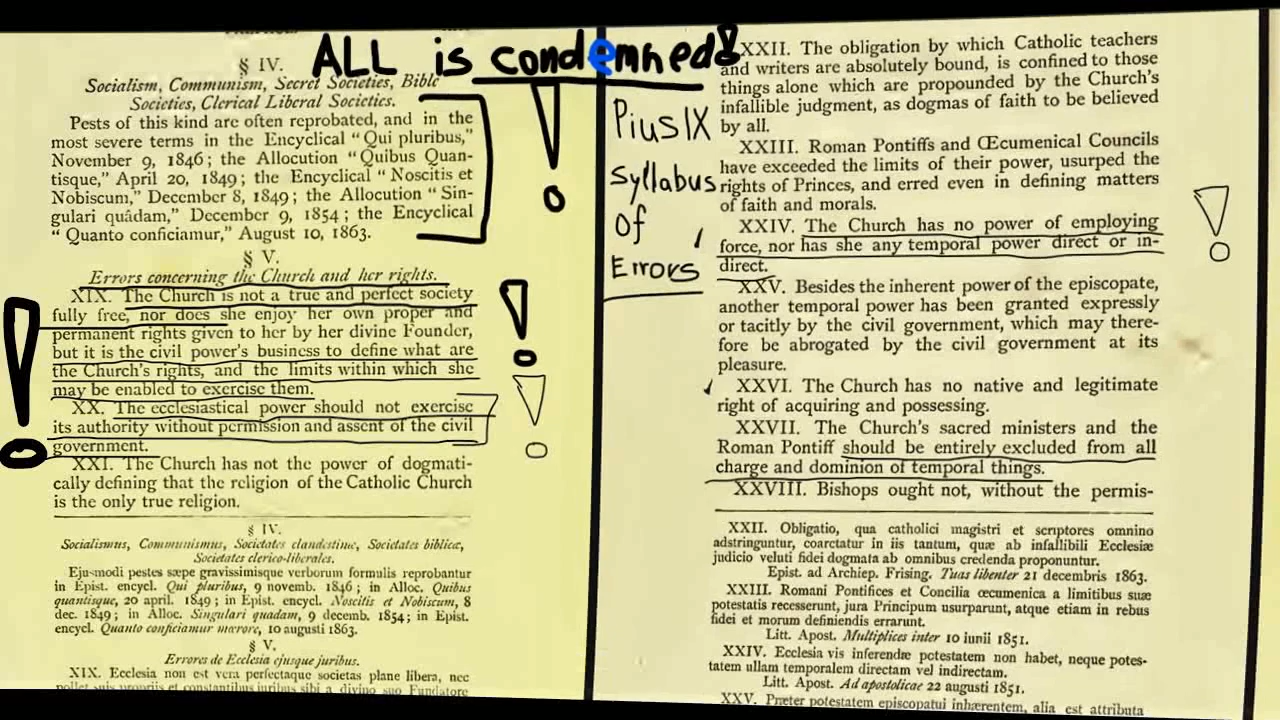 ALL is condemned!
§ IV.
Socialism, Communism, Secret Societies, Bible
Societies, Clerical Liberal Societies.
Pests of this kind are often reprobated, and in the
most severe terms in the Encyclical “Qui pluribus,”
November 9, 1846; the Allocution “Quibus Quan-
tisque,” April 20, 1849; the Encyclical “Noscitis et
Nobiscum,” December 8, 1849; the Allocution “Sin-
gulari quâdam,” December 9, 1854; the Encyclical
“Quanto conficiamur,” August 10, 1863.
§ V.
Errors concerning the Church and her rights.
XIX. The Church is not a true and perfect society
fully free, nor does she enjoy her own proper and
permanent rights given to her by her divine Founder,
but it is the civil power's business to define what are
the Church's rights, and the limits within which she
may be enabled to exercise them.
XX. The ecclesiastical power should not exercise
its authority without permission and assent of the civil
government.
XXI. The Church has not the power of dogmati-
cally defining that the religion of the Catholic Church
is the only true religion.
§ IV.
Socialismus, Communismus, Societates clandestinæ, Societates biblicæ,
Societates clerico-liberales.
Ejusmodi pestes sæpe gravissimisque verborum formulis reprobantur
in Epist. encycl. Qui pluribus, 9 novemb. 1846; in Alloc. Quibus
quantisque, 20 april. 1849; in Epist. encycl. Noscitis et Nobiscum, 8
dec. 1849; in Alloc. Singulari quadam, 9 decemb. 1854; in Epist.
encycl. Quanto conficiamur mœrore, 10 augusti 1863.
§ V.
Errores de Ecclesia ejusque juribus.
XIX. Ecclesia non est vera perfectaque societas plane libera, nec
pollet suis propriis et constantibus juribus sibi a divino suo Fundatore
Pius IX
Syllabus
Of
Errors
XXII. The obligation by which Catholic teachers
and writers are absolutely bound, is confined to those
things alone which are propounded by the Church's
infallible judgment, as dogmas of faith to be believed
by all.
XXIII. Roman Pontiffs and Œcumenical Councils
have exceeded the limits of their power, usurped the
rights of Princes, and erred even in defining matters
of faith and morals.
XXIV. The Church has no power of employing
force, nor has she any temporal power direct or in-
direct.
XXV. Besides the inherent power of the episcopate,
another temporal power has been granted expressly
or tacitly by the civil government, which may there-
fore be abrogated by the civil government at its
pleasure.
XXVI. The Church has no native and legitimate
right of acquiring and possessing.
XXVII. The Church's sacred ministers and the
Roman Pontiff should be entirely excluded from all
charge and dominion of temporal things.
XXVIII. Bishops ought not, without the permis-
XXII. Obligatio, qua catholici magistri et scriptores omnino
adstringuntur, coarctatur in iis tantum, quæ ab infallibili Ecclesiæ
judicio veluti fidei dogmata ab omnibus credenda proponuntur.
Epist. ad Archiep. Frising. Tuas libenter 21 decembris 1863.
XXIII. Romani Pontifices et Concilia œcumenica a limitibus suæ
potestatis recesserunt, jura Principum usurparunt, atque etiam in rebus
fidei et morum definiendis errarunt.
Litt. Apost. Multiplices inter 10 iunii 1851.
XXIV. Ecclesia vis inferendæ potestatem non habet, neque potes-
tatem ullam temporalem directam vel indirectam.
Litt. Apost. Ad apostolicae 22 augusti 1851.
XXV. Præter potestatem episcopatui inhærentem, alia est attributa